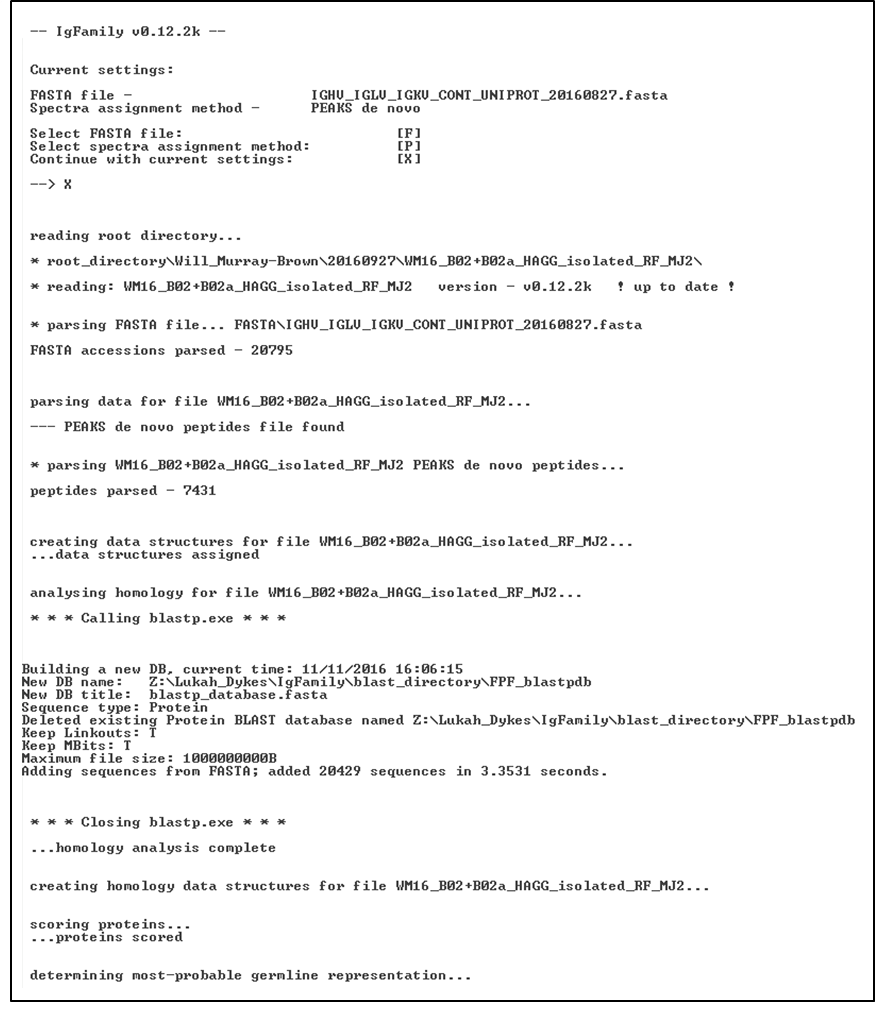 -- IgFamily v0.12.2k --
Current settings:
FASTA file - IGHV_IGLV_IGKV_CONT_UNIPROT_20160827.fasta
Spectra assignment method - PEAKS de novo
Select FASTA file: [F]
Select spectra assignment method: [P]
Continue with current settings: [X]
--> X
reading root directory...
* root_directory\Will_Murray-Brown\20160927\WM16_B02+B02a_HAGG_isolated_RF_MJ2\
* reading: WM16_B02+B02a_HAGG_isolated_RF_MJ2 version - v0.12.2k ! up to date !
* parsing FASTA file... FASTA\IGHV_IGLV_IGKV_CONT_UNIPROT_20160827.fasta
FASTA accessions parsed - 20795
parsing data for file WM16_B02+B02a_HAGG_isolated_RF_MJ2...
--- PEAKS de novo peptides file found
* parsing WM16_B02+B02a_HAGG_isolated_RF_MJ2 PEAKS de novo peptides...
peptides parsed - 7431
creating data structures for file WM16_B02+B02a_HAGG_isolated_RF_MJ2...
...data structures assigned
analysing homology for file WM16_B02+B02a_HAGG_isolated_RF_MJ2...
* * * Calling blastp.exe * * *
Building a new DB, current time: 11/11/2016 16:06:15
New DB name: Z:\Lukah_Dykes\IgFamily\blast_directory\FPF_blastpdb
New DB title: blastp_database.fasta
Sequence type: Protein
Deleted existing Protein BLAST database named Z:\Lukah_Dykes\IgFamily\blast_directory\FPF_blastpdb
Keep Linkouts: T
Keep MBits: T
Maximum file size: 1000000000B
Adding sequences from FASTA; added 20429 sequences in 3.3531 seconds.
* * * Closing blastp.exe * * *
...homology analysis complete
creating homology data structures for file WM16_B02+B02a_HAGG_isolated_RF_MJ2...
scoring proteins...
...proteins scored
determining most-probable germline representation...